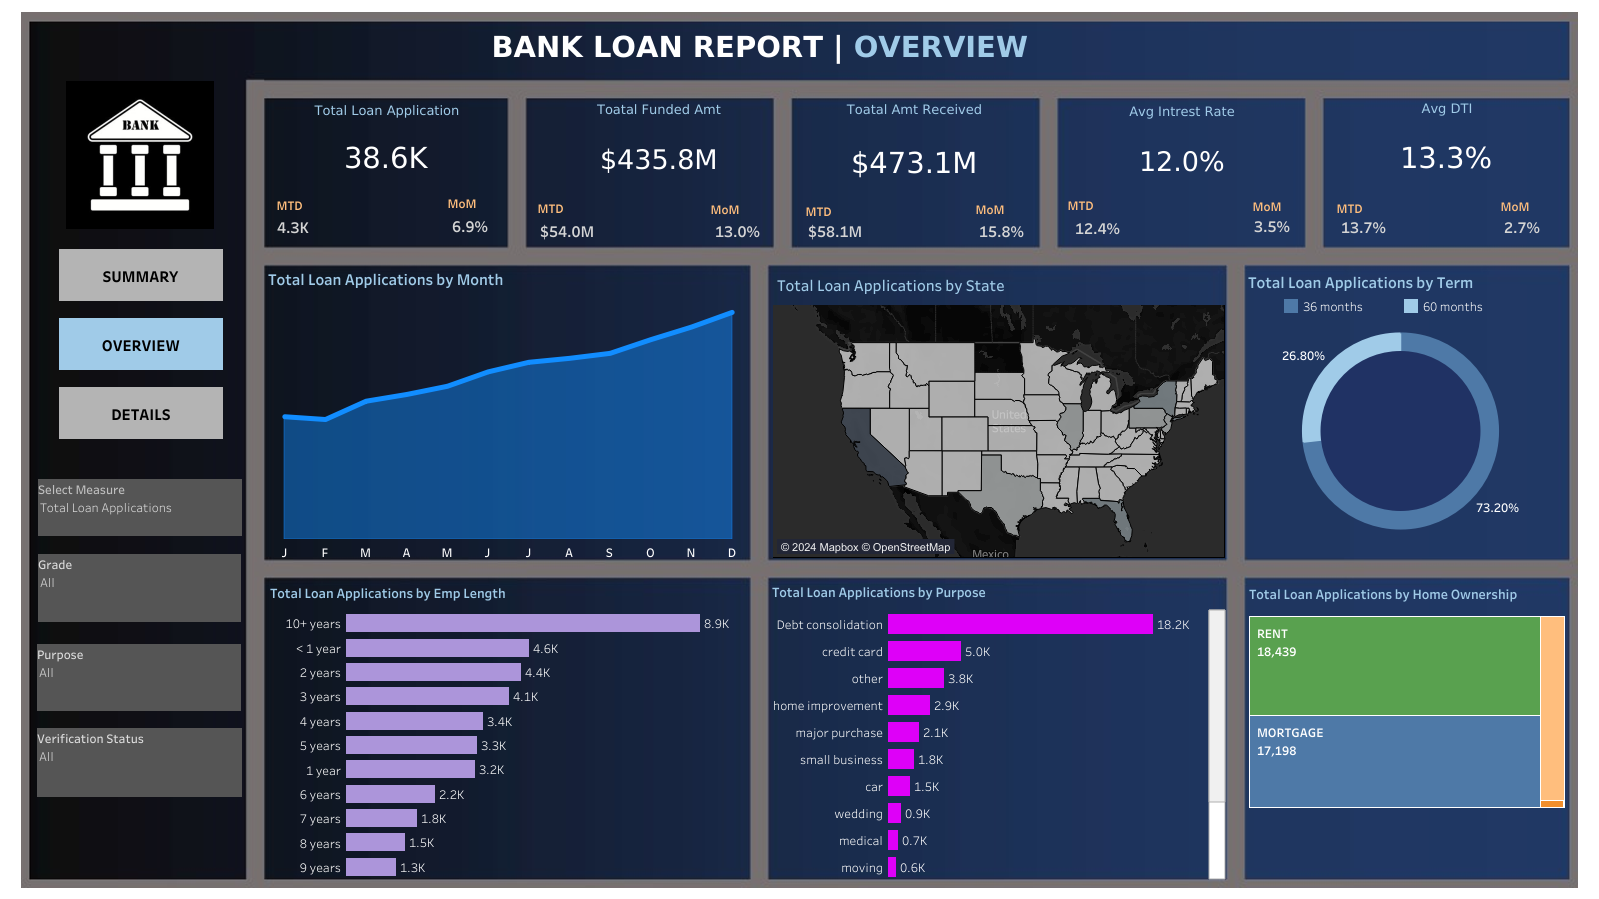 BANK LOAN REPORT | OVERVIEW
BANK
SUMMARY
OVERVIEW
DETAILS
Select Measure
Total Loan Applications
Grade
All
Purpose
All
Verification Status
All
Total Loan Application
38.6K
MTD
MoM
4.3K
6.9%
Toatal Funded Amt
$435.8M
MTD
MoM
$54.0M
13.0%
Toatal Amt Received
$473.1M
MTD
MoM
$58.1M
15.8%
Avg Intrest Rate
12.0%
MTD
MoM
12.4%
3.5%
Avg DTI
13.3%
MTD
MoM
13.7%
2.7%
Total Loan Applications by Month
J F M A M J J A S O N D
Total Loan Applications by State
United
States
Mexico
© 2024 Mapbox © OpenStreetMap
Total Loan Applications by Term
36 months
60 months
26.80%
73.20%
Total Loan Applications by Emp Length
10+ years 8.9K
< 1 year 4.6K
2 years 4.4K
3 years 4.1K
4 years 3.4K
5 years 3.3K
1 year 3.2K
6 years 2.2K
7 years 1.8K
8 years 1.5K
9 years 1.3K
Total Loan Applications by Purpose
Debt consolidation 18.2K
credit card 5.0K
other 3.8K
home improvement 2.9K
major purchase 2.1K
small business 1.8K
car 1.5K
wedding 0.9K
medical 0.7K
moving 0.6K
Total Loan Applications by Home Ownership
RENT
18,439
MORTGAGE
17,198